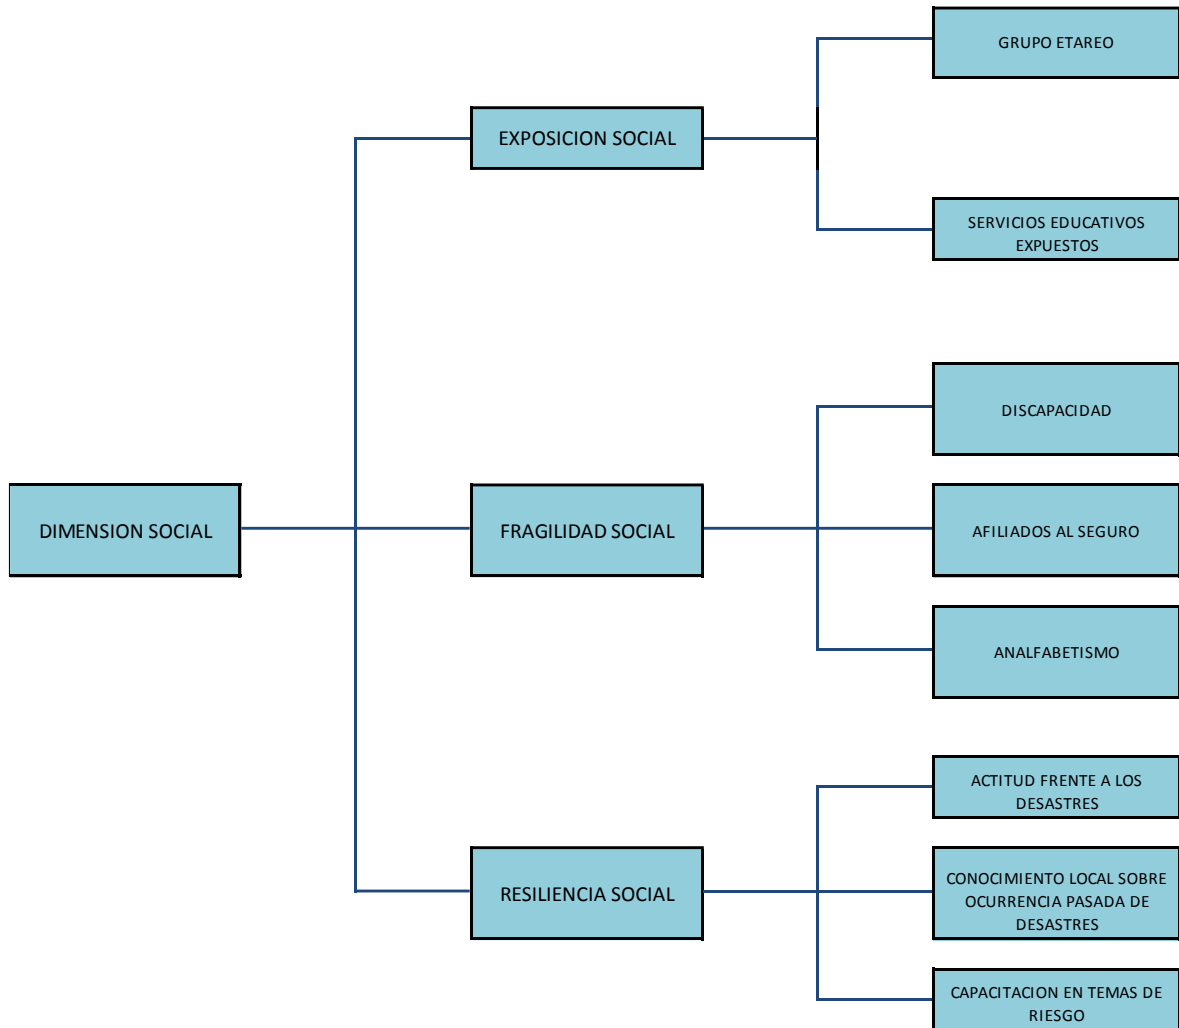 GRUPO ETAREO
EXPOSICION SOCIAL
SERVICIOS EDUCATIVOS
EXPUESTOS
DISCAPACIDAD
DIMENSION SOCIAL
FRAGILIDAD SOCIAL
AFILIADOS AL SEGURO
ANALFABETISMO
ACTITUD FRENTE A LOS
DESASTRES
RESILIENCIA SOCIAL
CONOCIMIENTO LOCAL SOBRE
OCURRENCIA PASADA DE
DESASTRES
CAPACITACION EN TEMAS DE
RIESGO